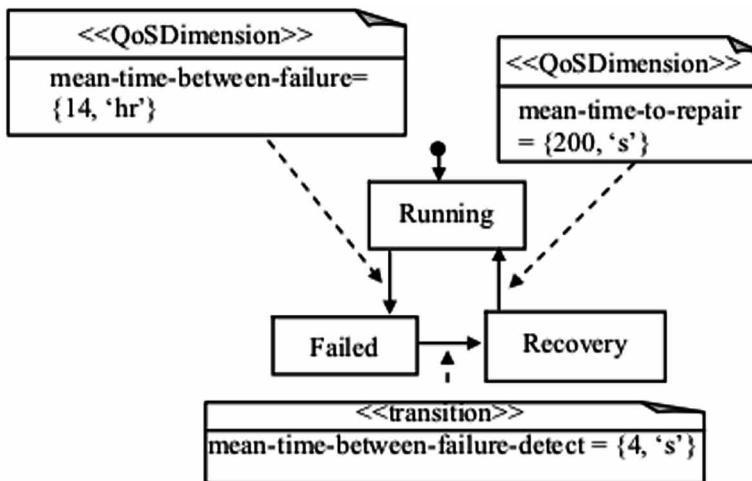 <<QoSDimension>>
mean-time-between-failure=
{14, ‘hr’}
<<QoSDimension>>
mean-time-to-repair
= {200, ‘s’}
Running
Failed
Recovery
<<transition>>
mean-time-between-failure-detect = {4, ‘s’}